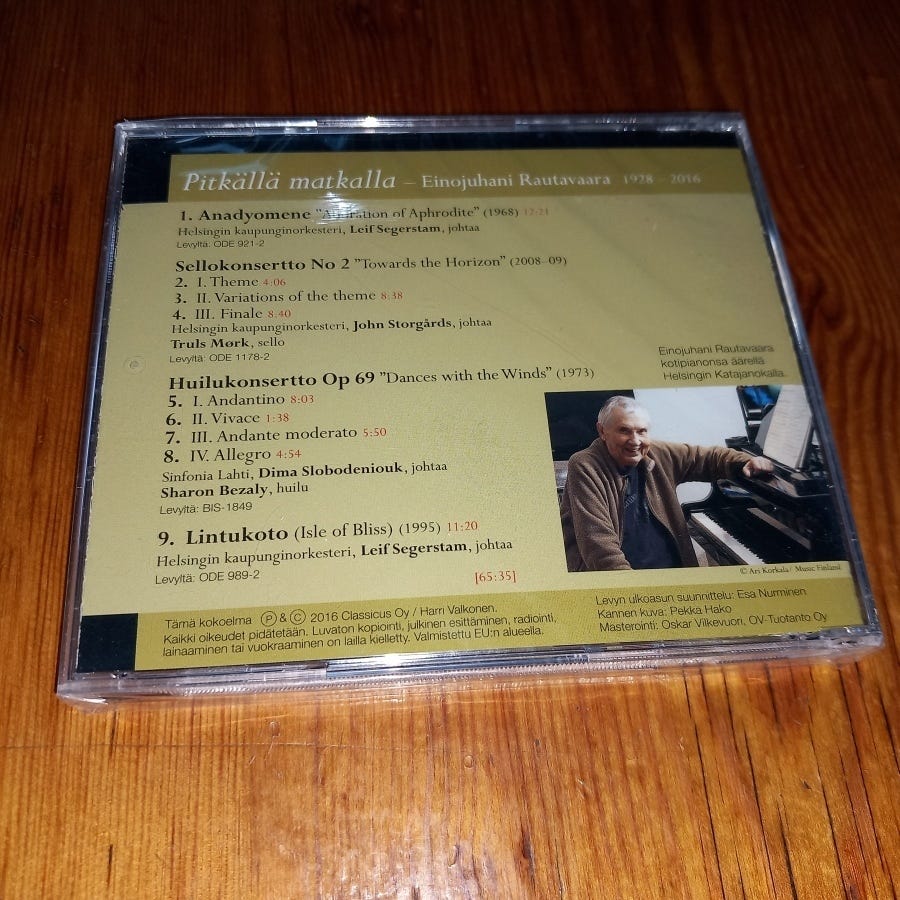 Pitkällä matkalla – Einojuhani Rautavaara 1928 – 2016
1. Anadyomene "Adoration of Aphrodite" (1968) 12:21
Helsingin kaupunginorkesteri, Leif Segerstam, johtaa
Levyltä: ODE 921-2
Sellokonsertto No 2 "Towards the Horizon" (2008–09)
2. I. Theme 4:06
3. II. Variations of the theme 8:38
4. III. Finale 8.40
Helsingin kaupunginorkesteri, John Storgårds, johtaa
Truls Mørk, sello
Levyltä: ODE 1178-2
Huilukonsertto Op 69 "Dances with the Winds" (1973)
5. I. Andantino 8:03
6. II. Vivace 1:38
7. III. Andante moderato 5:50
8. IV. Allegro 4:54
Sinfonia Lahti, Dima Slobodeniouk, johtaa
Sharon Bezaly, huilu
Levyltä: BIS-1849
9. Lintukoto (Isle of Bliss) (1995) 11:20
Helsingin kaupunginorkesteri, Leif Segerstam, johtaa
Levyltä: ODE 989-2
[65:35]
Einojuhani Rautavaara
kotipianonsa äärellä
Helsingin Katajanokalla.
© Ari Korkala / Music Finland
Tämä kokoelma Ⓟ & Ⓒ 2016 Classicus Oy / Harri Valkonen.
Kaikki oikeudet pidätetään. Luvaton kopiointi, julkinen esittäminen, radiointi,
lainaaminen tai vuokraaminen on lailla kielletty. Valmistettu EU:n alueella.
Levyn ulkoasun suunnittelu: Esa Nurminen
Kannen kuva: Pekka Hako
Masterointi: Oskar Vilkevuori, OV-Tuotanto Oy